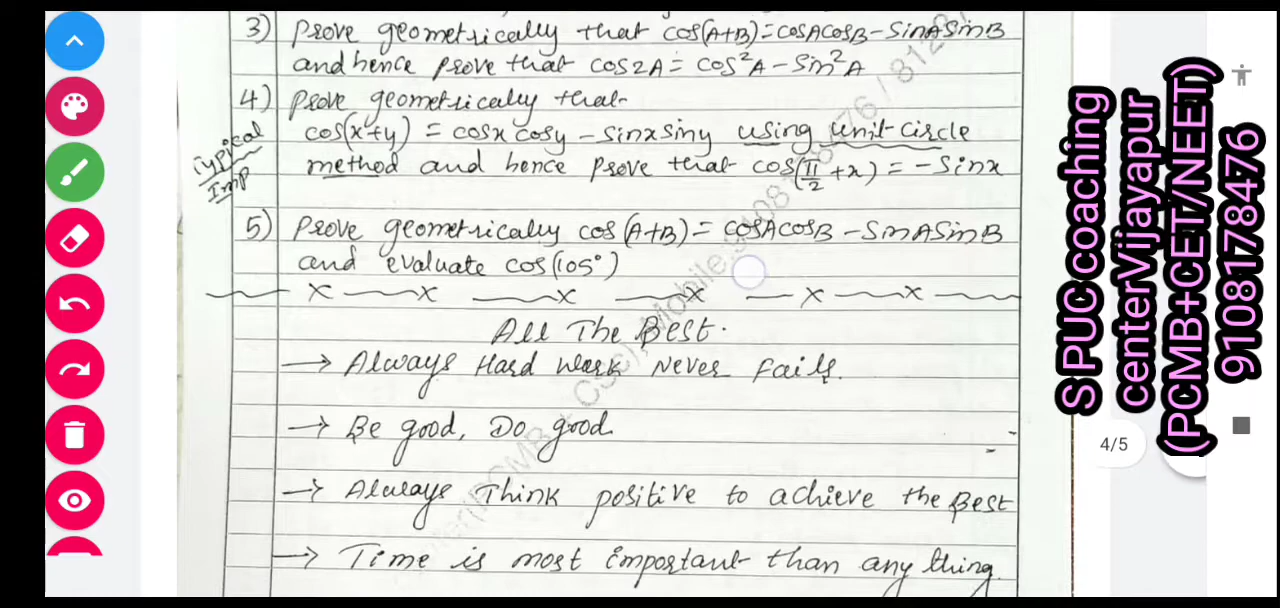 3) Prove geometrically that cos(A+B)=cosAcosB-SinASinB
and hence prove that cos2A = cos²A - Sin²A
4) Prove geometrically that
cos(x+y) = cosx cosy - sinx siny using unit-circle
method and hence prove that cos(π/2 + x) = - Sinx
Typical
Imp
5) Prove geometrically cos(A+B) = cosAcosB - SinASinB
and evaluate cos(105°)
x x x x x x
All The Best.
→ Always Hard Work Never Fails.
→ Be good, Do good.
→ Always Think positive to achieve the Best
→ Time is most important than any thing.
S PUC coaching
centerVijayapur
(PCMB+CET/NEET)
9108178476
4/5